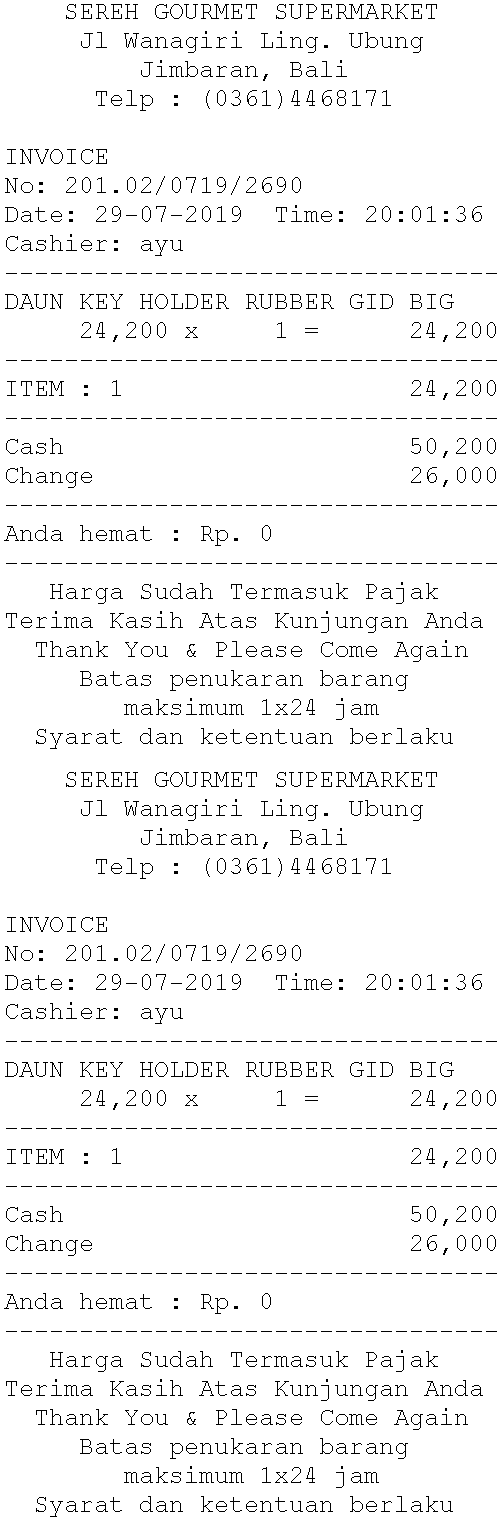 SEREH GOURMET SUPERMARKET
Jl Wanagiri Ling. Ubung
Jimbaran, Bali
Telp : (0361)4468171
INVOICE
No: 201.02/0719/2690
Date: 29-07-2019 Time: 20:01:36
Cashier: ayu
---------------------------------
DAUN KEY HOLDER RUBBER GID BIG
24,200 x 1 = 24,200
---------------------------------
ITEM : 1 24,200
---------------------------------
Cash 50,200
Change 26,000
---------------------------------
Anda hemat : Rp. 0
---------------------------------
Harga Sudah Termasuk Pajak
Terima Kasih Atas Kunjungan Anda
Thank You & Please Come Again
Batas penukaran barang
maksimum 1x24 jam
Syarat dan ketentuan berlaku
SEREH GOURMET SUPERMARKET
Jl Wanagiri Ling. Ubung
Jimbaran, Bali
Telp : (0361)4468171
INVOICE
No: 201.02/0719/2690
Date: 29-07-2019 Time: 20:01:36
Cashier: ayu
---------------------------------
DAUN KEY HOLDER RUBBER GID BIG
24,200 x 1 = 24,200
---------------------------------
ITEM : 1 24,200
---------------------------------
Cash 50,200
Change 26,000
---------------------------------
Anda hemat : Rp. 0
---------------------------------
Harga Sudah Termasuk Pajak
Terima Kasih Atas Kunjungan Anda
Thank You & Please Come Again
Batas penukaran barang
maksimum 1x24 jam
Syarat dan ketentuan berlaku